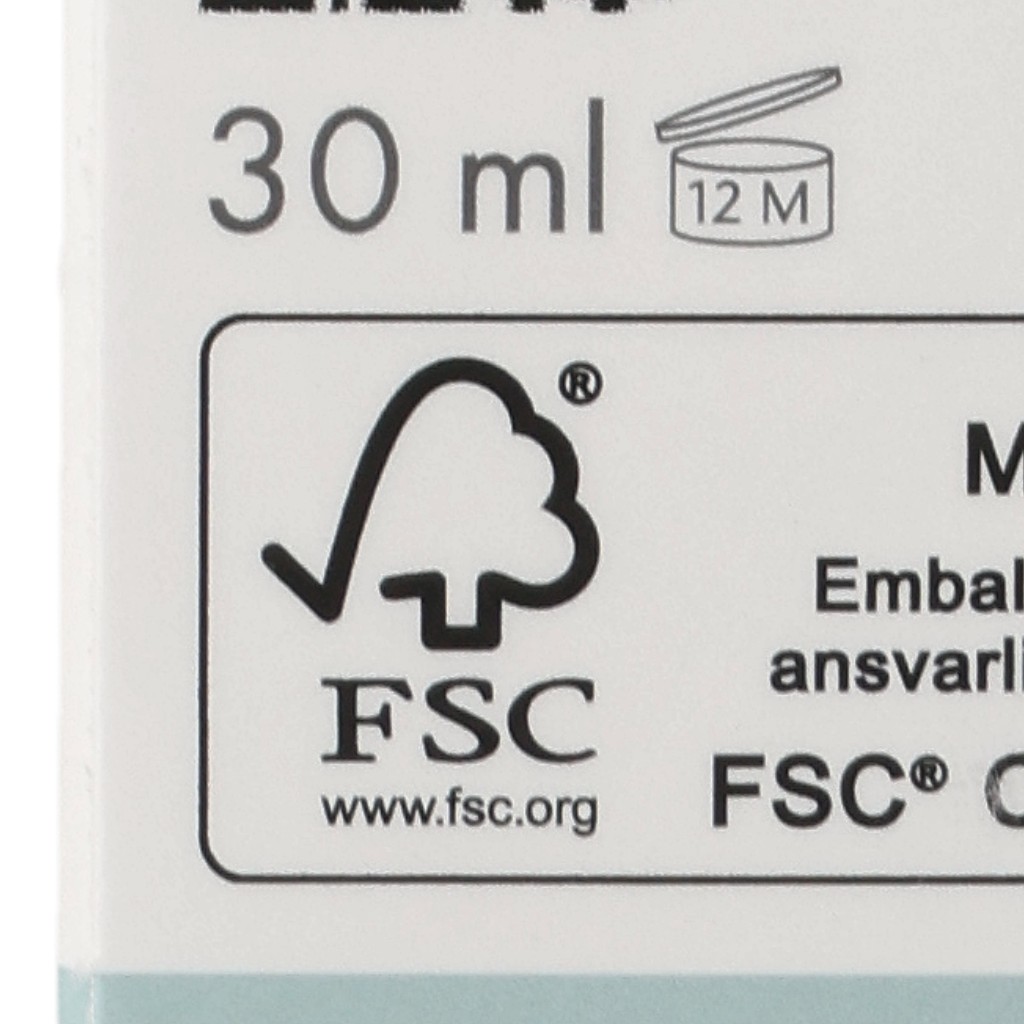 30 ml 12 M
®
FSC
www.fsc.org
M
Embal
ansvarli
FSC® C